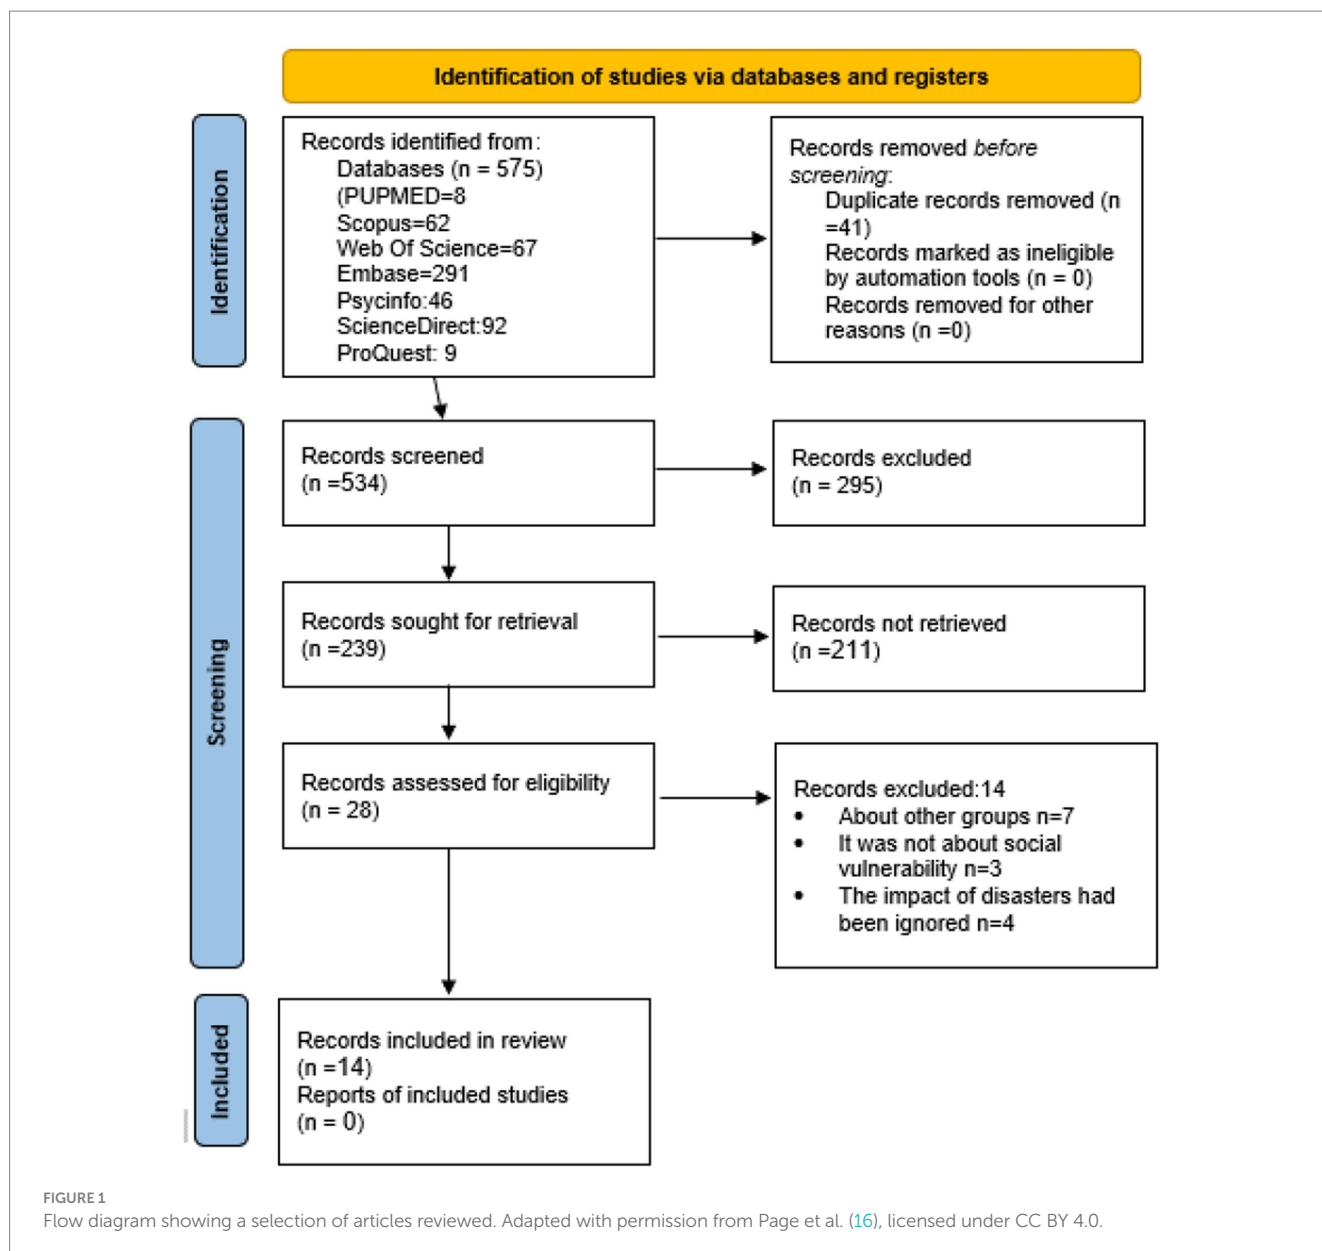 Identification of studies via databases and registers
Identification
Records identified from:
Databases (n = 575)
(PUPMED=8
Scopus=62
Web Of Science=67
Embase=291
Psycinfo:46
ScienceDirect:92
ProQuest: 9
Records removed before
screening:
Duplicate records removed (n
=41)
Records marked as ineligible
by automation tools (n = 0)
Records removed for other
reasons (n =0)
Screening
Records screened
(n =534)
Records excluded
(n = 295)
Records sought for retrieval
(n =239)
Records not retrieved
(n =211)
Records assessed for eligibility
(n = 28)
Records excluded:14
• About other groups n=7
• It was not about social
vulnerability n=3
• The impact of disasters had
been ignored n=4
Included
Records included in review
(n =14)
Reports of included studies
(n = 0)
FIGURE 1
Flow diagram showing a selection of articles reviewed. Adapted with permission from Page et al. (16), licensed under CC BY 4.0.